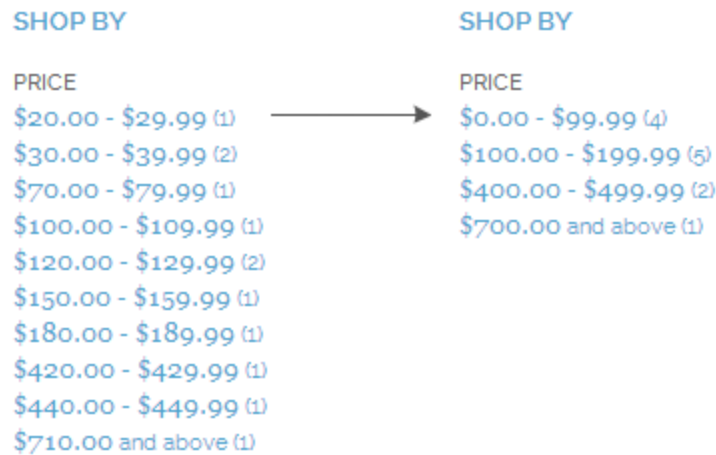 SHOP BY
PRICE
$20.00 - $29.99 (1)
$30.00 - $39.99 (2)
$70.00 - $79.99 (1)
$100.00 - $109.99 (1)
$120.00 - $129.99 (2)
$150.00 - $159.99 (1)
$180.00 - $189.99 (1)
$420.00 - $429.99 (1)
$440.00 - $449.99 (1)
$710.00 and above (1)
SHOP BY
PRICE
$0.00 - $99.99 (4)
$100.00 - $199.99 (5)
$400.00 - $499.99 (2)
$700.00 and above (1)